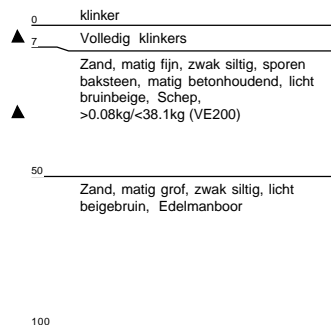 klinker
0
Volledig klinkers
7
Zand, matig fijn, zwak siltig, sporen
baksteen, matig betonhoudend, licht
bruinbeige, Schep,
>0.08kg/<38.1kg (VE200)
50
Zand, matig grof, zwak siltig, licht
beigebruin, Edelmanboor
100